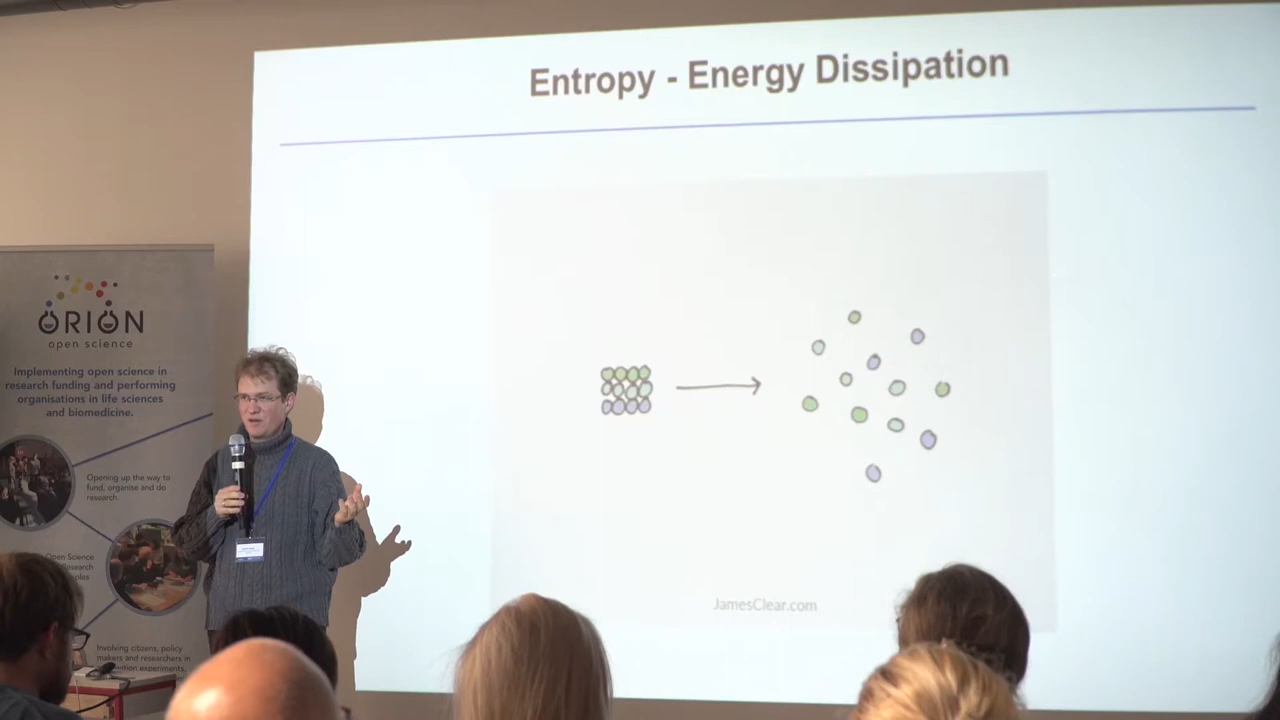 Entropy - Energy Dissipation
JamesClear.com
ORION
open science
Implementing open science in
research funding and performing
organisations in life sciences
and biomedicine.
Opening up the way to
fund, organise and do
research.
Open Science
Involving citizens, policy
makers and researchers in
experiments,